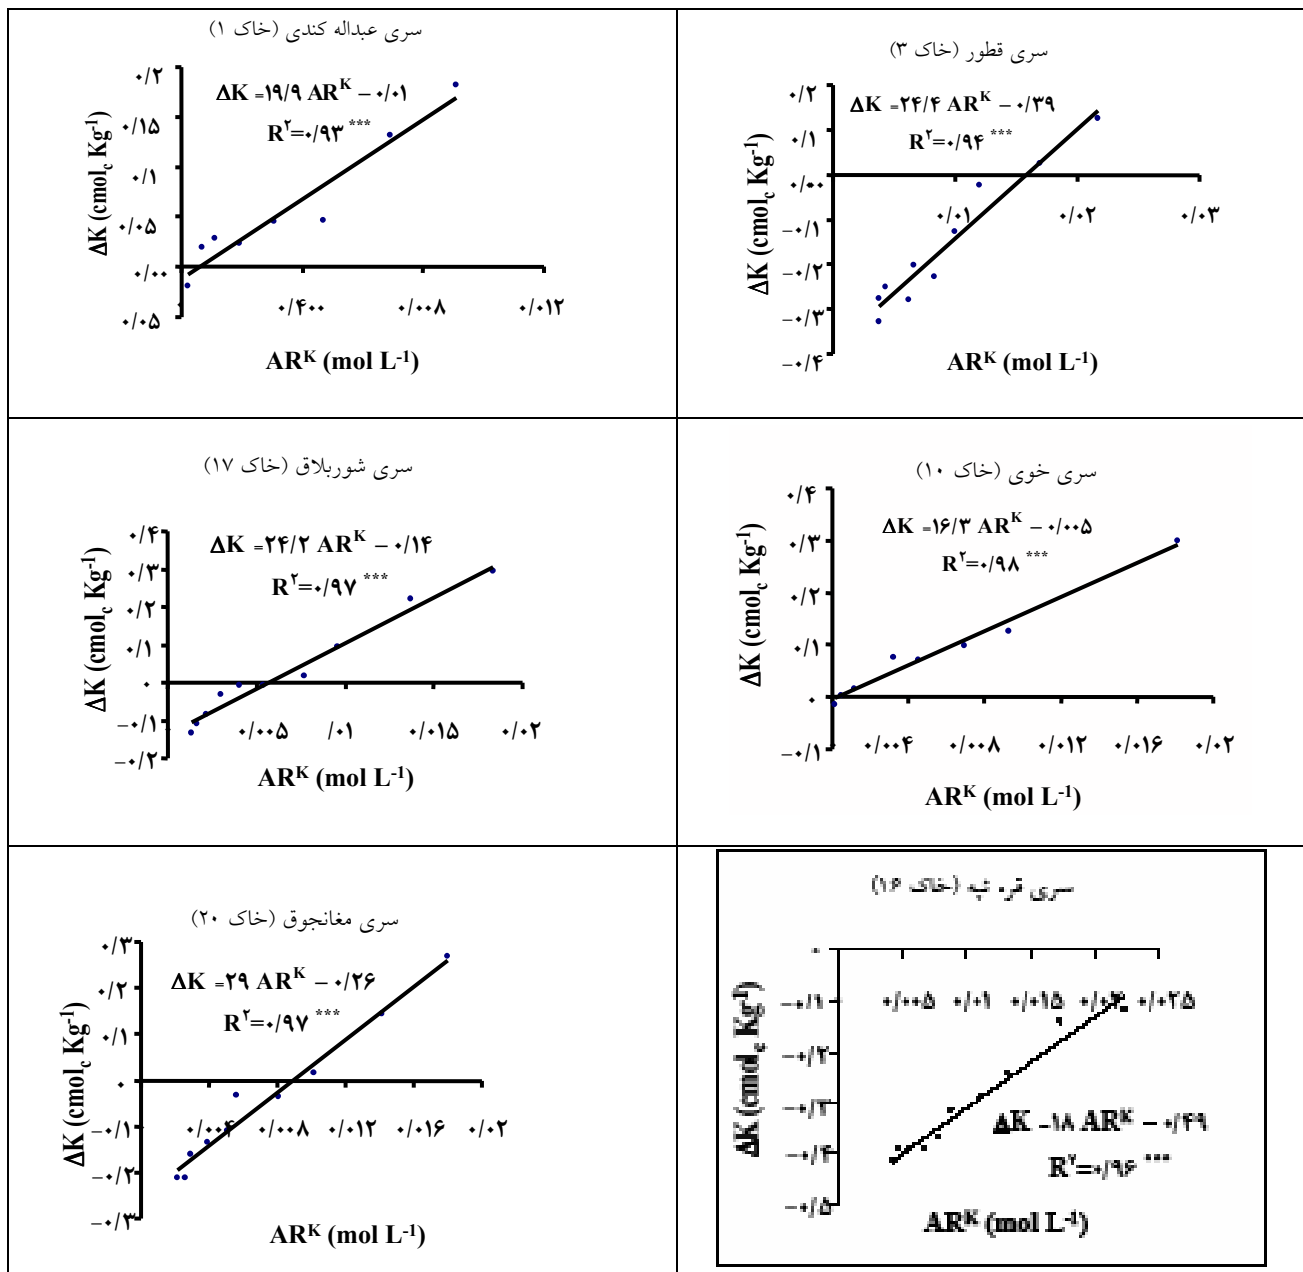 سری عبداله کندی (خاک ۱)
۰/۲
ΔK =۱۹/۹ AR^K – ۰/۰۱
۰/۱۵
R^۲=۰/۹۳ ***
۰/۱
۰/۰۵
۰/۰۰
۰/۰۵
۰/۴۰۰
۰/۰۰۸
۰/۰۱۲
ΔK (cmol_c Kg^-1)
AR^K (mol L^-1)
سری قطور (خاک ۳)
۰/۲
ΔK =۲۴/۴ AR^K – ۰/۳۹
۰/۱
R^۲=۰/۹۴ ***
۰/۰۰
–۰/۱
–۰/۲
–۰/۳
–۰/۴
۰/۰۱
۰/۰۲
۰/۰۳
ΔK (cmol_c Kg^-1)
AR^K (mol L^-1)
سری شوربلاق (خاک ۱۷)
۰/۴
ΔK =۲۴/۲ AR^K – ۰/۱۴
۰/۳
R^۲=۰/۹۷ ***
۰/۲
۰/۱
۰
–۰/۱
–۰/۲
۰/۰۰۵
/۰۱
۰/۰۱۵
۰/۰۲
ΔK (cmol_c Kg^-1)
AR^K (mol L^-1)
سری خوی (خاک ۱۰)
۰/۴
ΔK =۱۶/۳ AR^K – ۰/۰۰۵
۰/۳
R^۲=۰/۹۸ ***
۰/۲
۰/۱
۰
–۰/۱
۰/۰۰۴
۰/۰۰۸
۰/۰۱۲
۰/۰۱۶
۰/۰۲
ΔK (cmol_c Kg^-1)
AR^K (mol L^-1)
سری مغانجوق (خاک ۲۰)
۰/۳
ΔK =۲۹ AR^K – ۰/۲۶
۰/۲
R^۲=۰/۹۷ ***
۰/۱
۰
–۰/۱
–۰/۲
–۰/۳
۰/۰۰۴
۰/۰۰۸
۰/۰۱۲
۰/۰۱۶
۰/۰۲
ΔK (cmol_c Kg^-1)
AR^K (mol L^-1)
سری قره تپه (خاک ۱۶)
۰
–۰/۱
–۰/۲
–۰/۳
–۰/۴
–۰/۵
۰/۰۰۵
۰/۰۱
۰/۰۱۵
۰/۰۲۵
ΔK =۱۸ AR^K – ۰/۴۹
R^۲=۰/۹۶ ***
ΔK (cmol_c Kg^-1)
AR^K (mol L^-1)